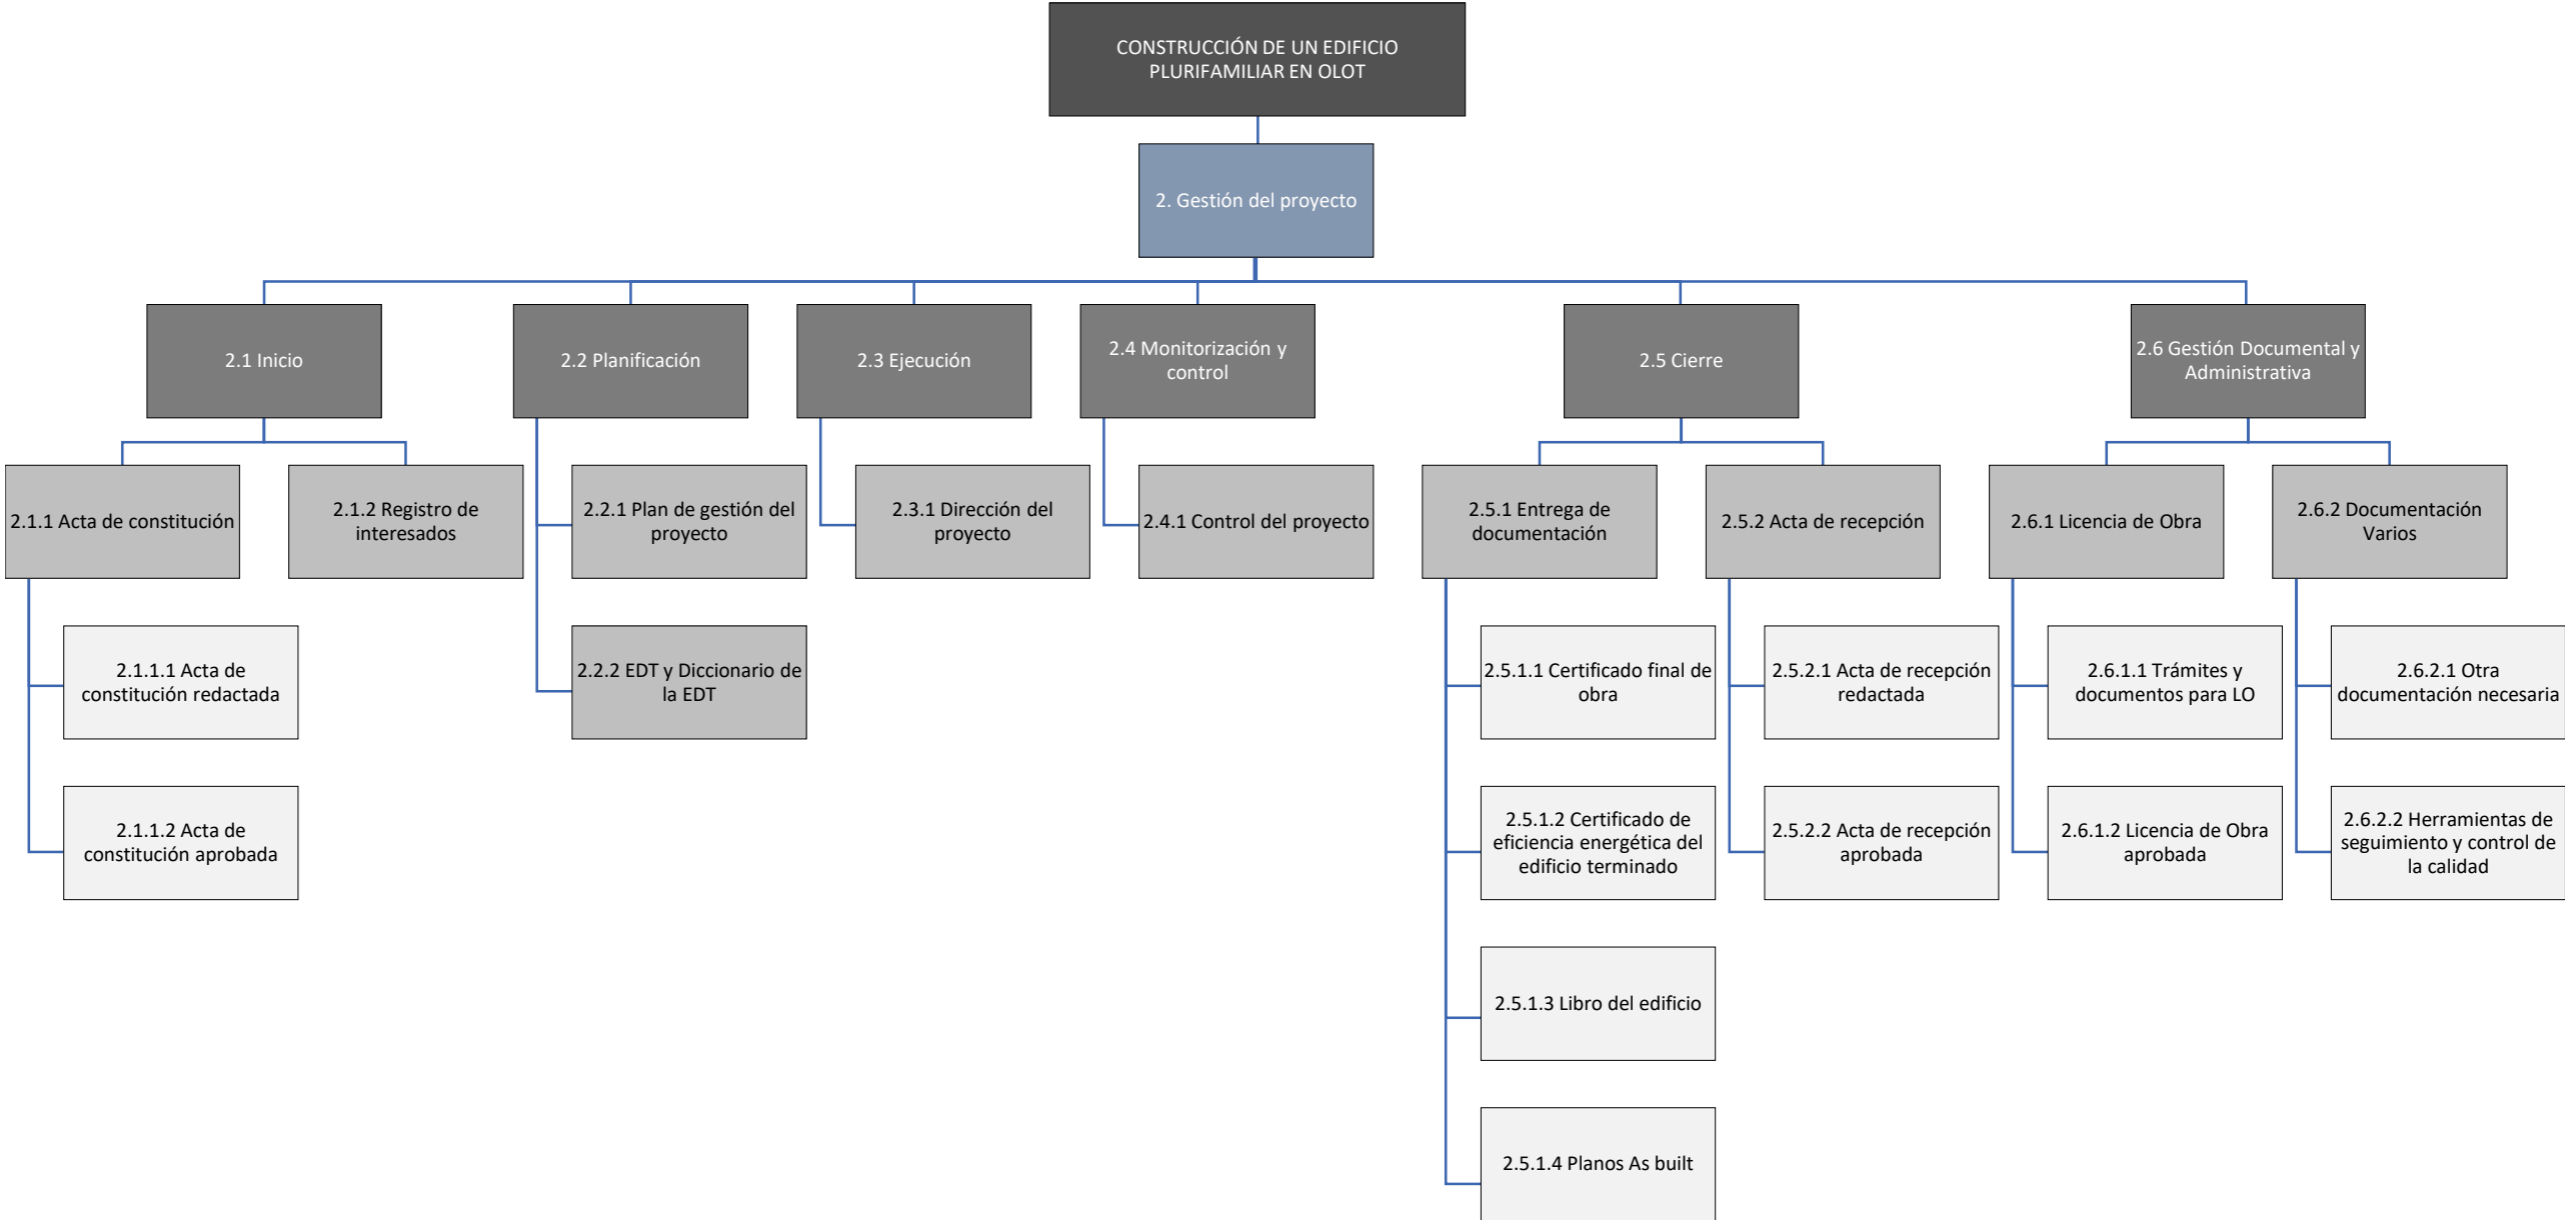 CONSTRUCCIÓN DE UN EDIFICIO
PLURIFAMILIAR EN OLOT
2. Gestión del proyecto
2.1 Inicio
2.2 Planificación
2.3 Ejecución
2.4 Monitorización y
control
2.5 Cierre
2.6 Gestión Documental y
Administrativa
2.1.1 Acta de constitución
2.1.2 Registro de
interesados
2.2.1 Plan de gestión del
proyecto
2.3.1 Dirección del
proyecto
2.4.1 Control del proyecto
2.5.1 Entrega de
documentación
2.5.2 Acta de recepción
2.6.1 Licencia de Obra
2.6.2 Documentación
Varios
2.1.1.1 Acta de
constitución redactada
2.2.2 EDT y Diccionario de
la EDT
2.5.1.1 Certificado final de
obra
2.5.2.1 Acta de recepción
redactada
2.6.1.1 Trámites y
documentos para LO
2.6.2.1 Otra
documentación necesaria
2.1.1.2 Acta de
constitución aprobada
2.5.1.2 Certificado de
eficiencia energética del
edificio terminado
2.5.2.2 Acta de recepción
aprobada
2.6.1.2 Licencia de Obra
aprobada
2.6.2.2 Herramientas de
seguimiento y control de
la calidad
2.5.1.3 Libro del edificio
2.5.1.4 Planos As built